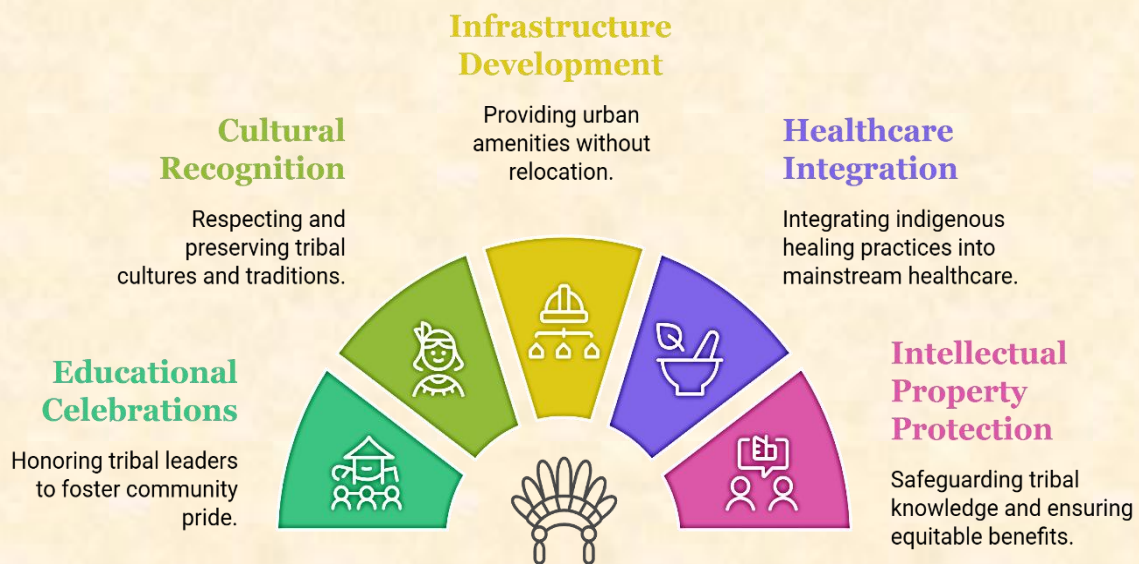 Infrastructure
Development
Providing urban
amenities without
relocation.
Cultural
Recognition
Respecting and
preserving tribal
cultures and traditions.
Healthcare
Integration
Integrating indigenous
healing practices into
mainstream healthcare.
Educational
Celebrations
Honoring tribal leaders
to foster community
pride.
Intellectual
Property
Protection
Safeguarding tribal
knowledge and ensuring
equitable benefits.